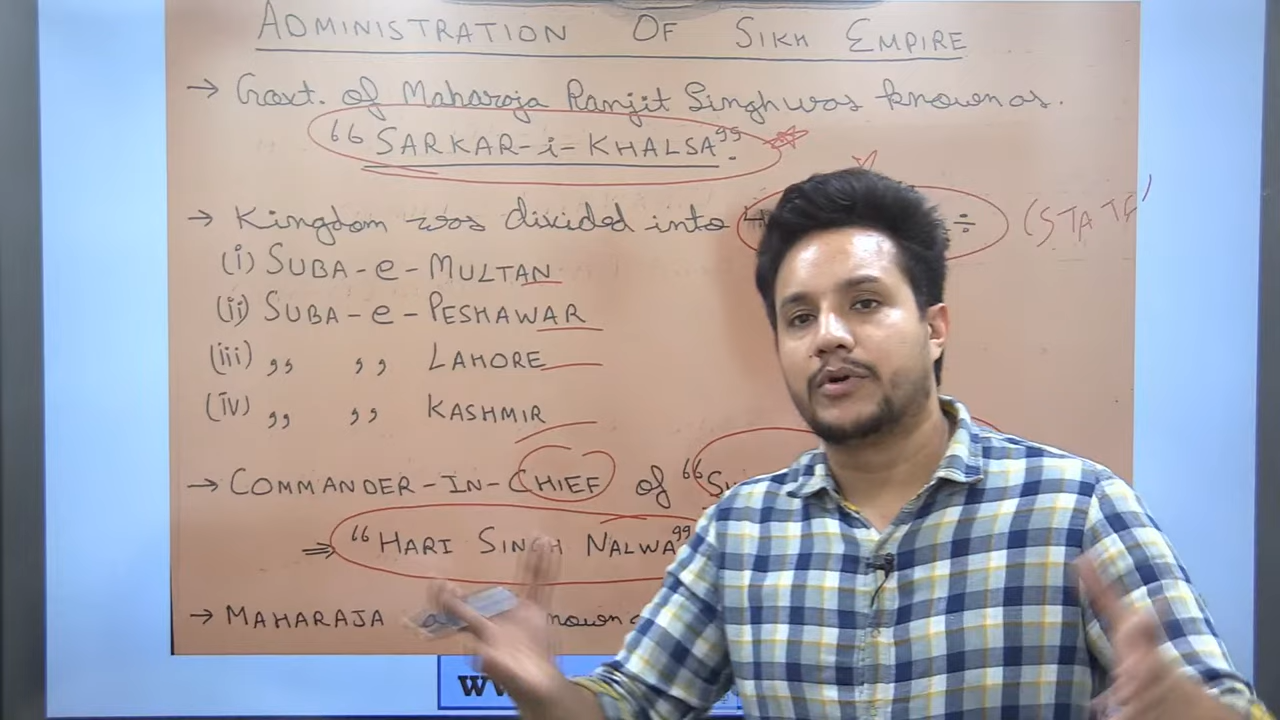 ADMINISTRATION OF SIKH EMPIRE
→ Govt. of Maharaja Ranjit Singh was known as.
"SARKAR-i-KHALSA".
→ Kingdom was divided into (STATE)
(i) SUBA-e-MULTAN
(ii) SUBA-e-PESHAWAR
(iii) ,, ,, LAHORE
(iv) ,, ,, KASHMIR
→ COMMANDER-IN-CHIEF of "
⇒ "HARI SINGH NALWA"
→ MAHARAJA